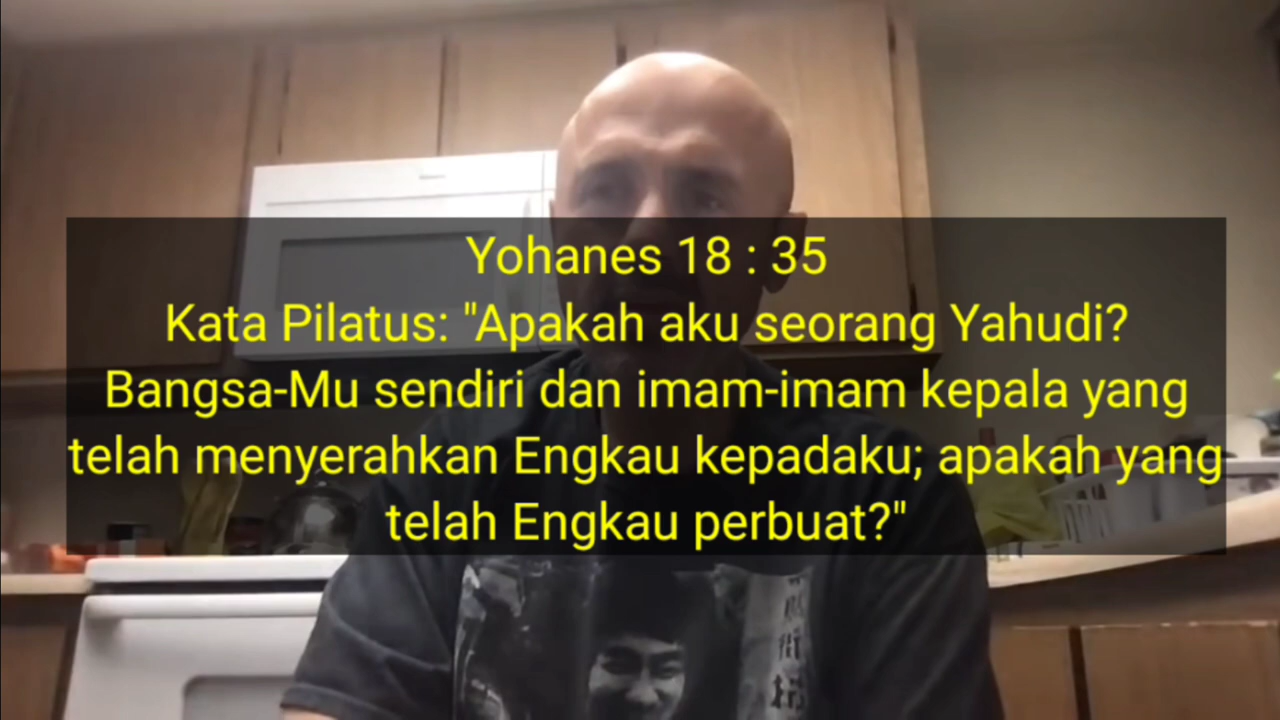 Yohanes 18 : 35
Kata Pilatus: "Apakah aku seorang Yahudi?
Bangsa-Mu sendiri dan imam-imam kepala yang
telah menyerahkan Engkau kepadaku; apakah yang
telah Engkau perbuat?"